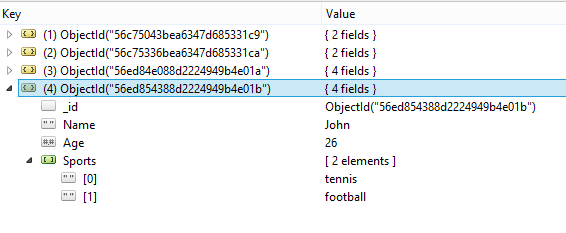 Key Value
(1) ObjectId("56c75043bea6347d685331c9") { 2 fields }
(2) ObjectId("56c75336bea6347d685331ca") { 2 fields }
(3) ObjectId("56ed84e088d2224949b4e01a") { 4 fields }
(4) ObjectId("56ed854388d2224949b4e01b") { 4 fields }
_id ObjectId("56ed854388d2224949b4e01b")
Name John
Age 26
Sports [ 2 elements ]
[0] tennis
[1] football